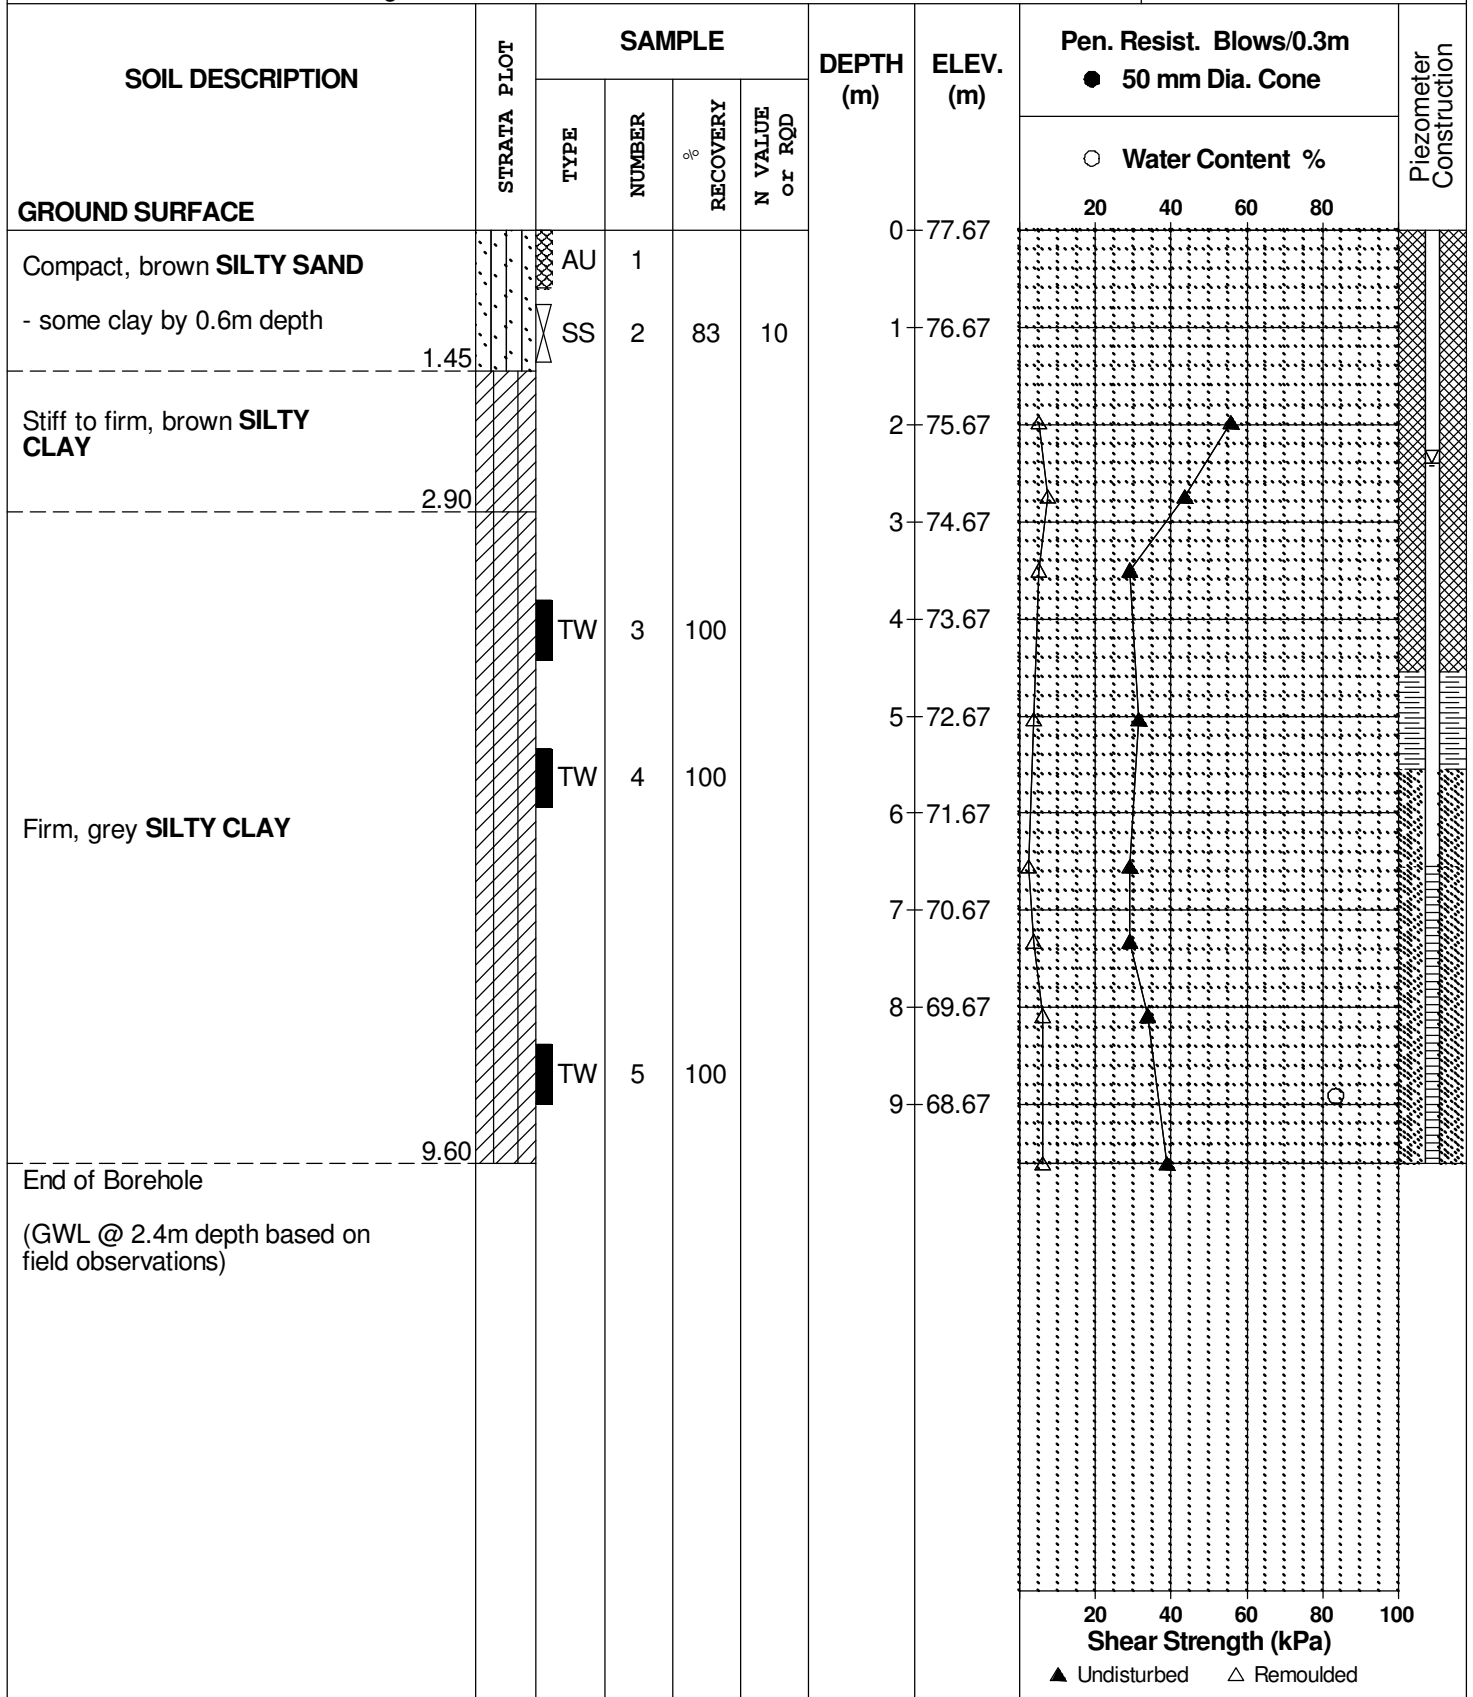 SOIL DESCRIPTION
GROUND SURFACE
STRATA PLOT
SAMPLE
TYPE
NUMBER
%
RECOVERY
N VALUE
or RQD
DEPTH
(m)
ELEV.
(m)
Pen. Resist. Blows/0.3m
● 50 mm Dia. Cone
○ Water Content %
20 40 60 80
Piezometer
Construction
0 77.67
Compact, brown SILTY SAND
AU 1
- some clay by 0.6m depth
SS 2 83 10
1 76.67
1.45
Stiff to firm, brown SILTY
CLAY
2 75.67
2.90
3 74.67
TW 3 100
4 73.67
5 72.67
TW 4 100
6 71.67
Firm, grey SILTY CLAY
7 70.67
8 69.67
TW 5 100
9 68.67
9.60
End of Borehole
(GWL @ 2.4m depth based on
field observations)
20 40 60 80 100
Shear Strength (kPa)
▲ Undisturbed △ Remoulded